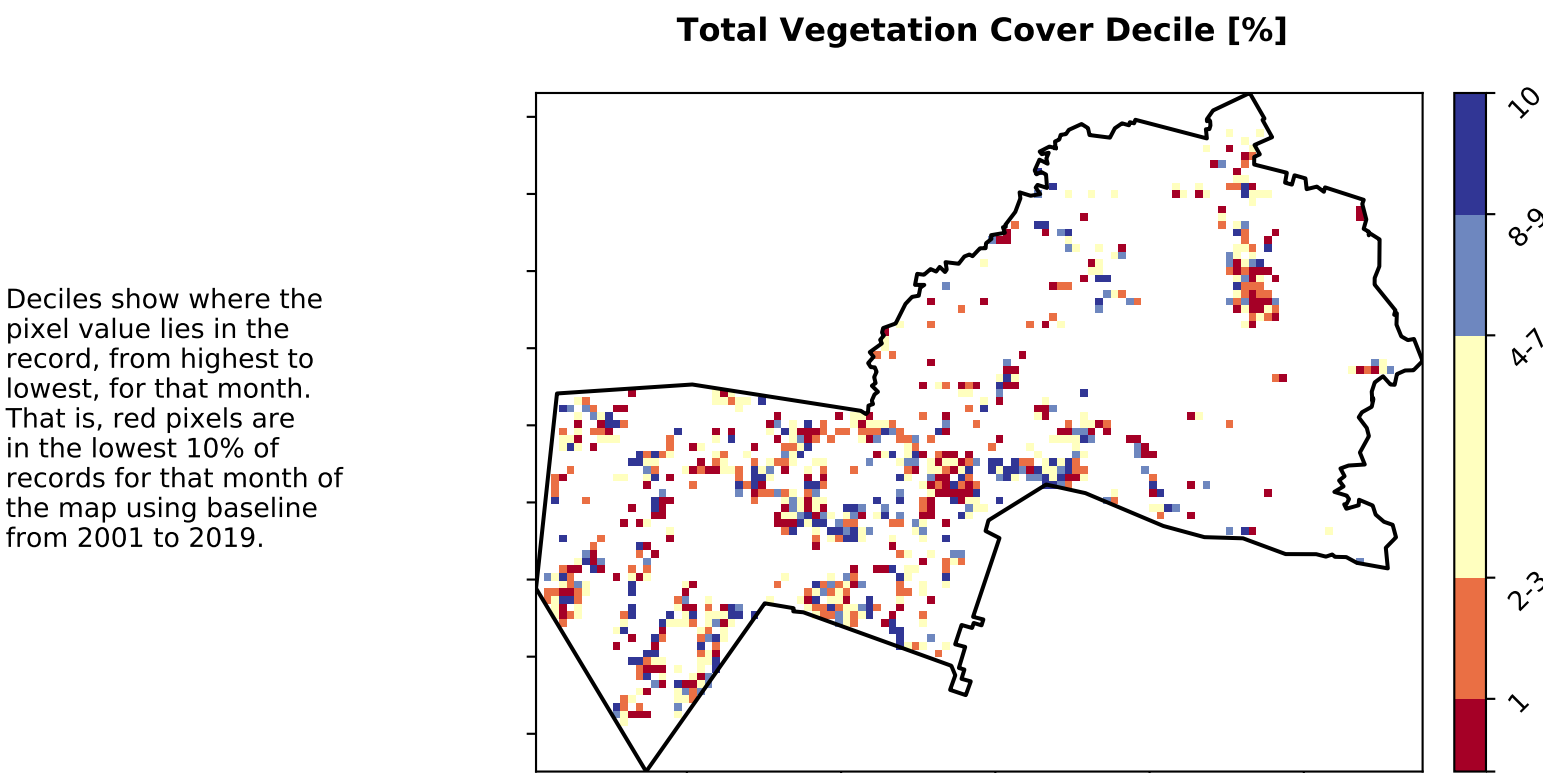 Total Vegetation Cover Decile [%]
Deciles show where the
pixel value lies in the
record, from highest to
lowest, for that month.
That is, red pixels are
in the lowest 10% of
records for that month of
the map using baseline
from 2001 to 2019.
10
8-9
4-7
2-3
1